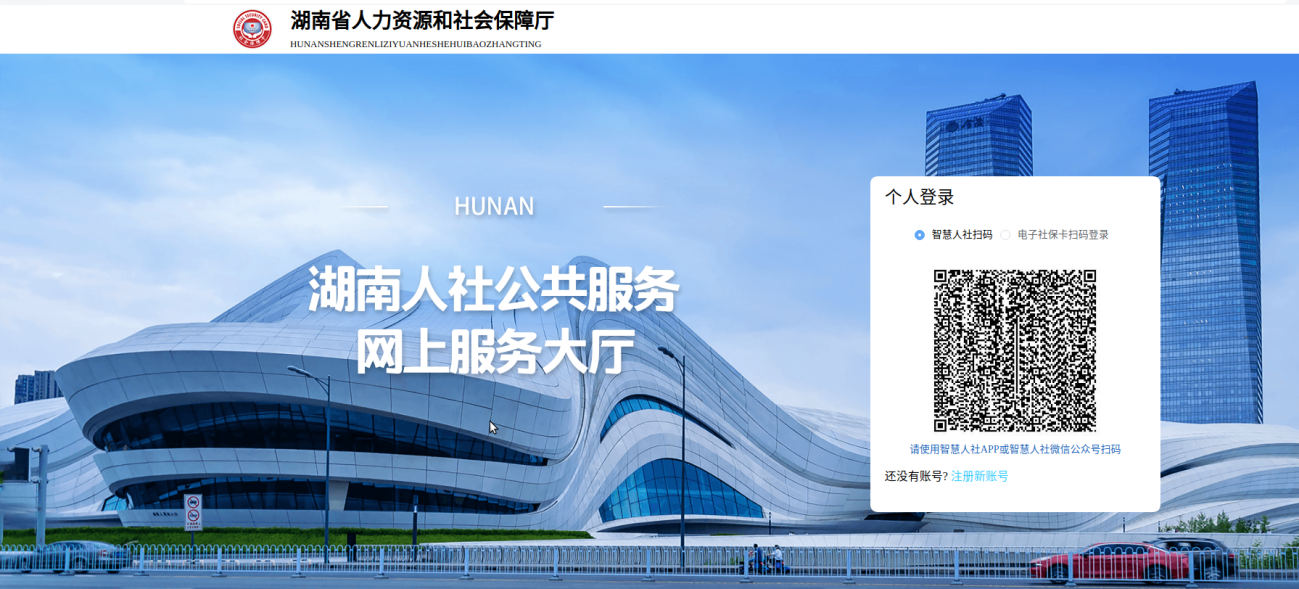 湖南省人力资源和社会保障厅
HUNANSHENGRENLIZIYUANHESHEHUIBAOZHANGTING
HUNAN
湖南人社公共服务
网上服务大厅
个人登录
智慧人社扫码 电子社保卡扫码登录
请使用智慧人社APP或智慧人社微信公众号扫码
还没有账号? 注册新账号